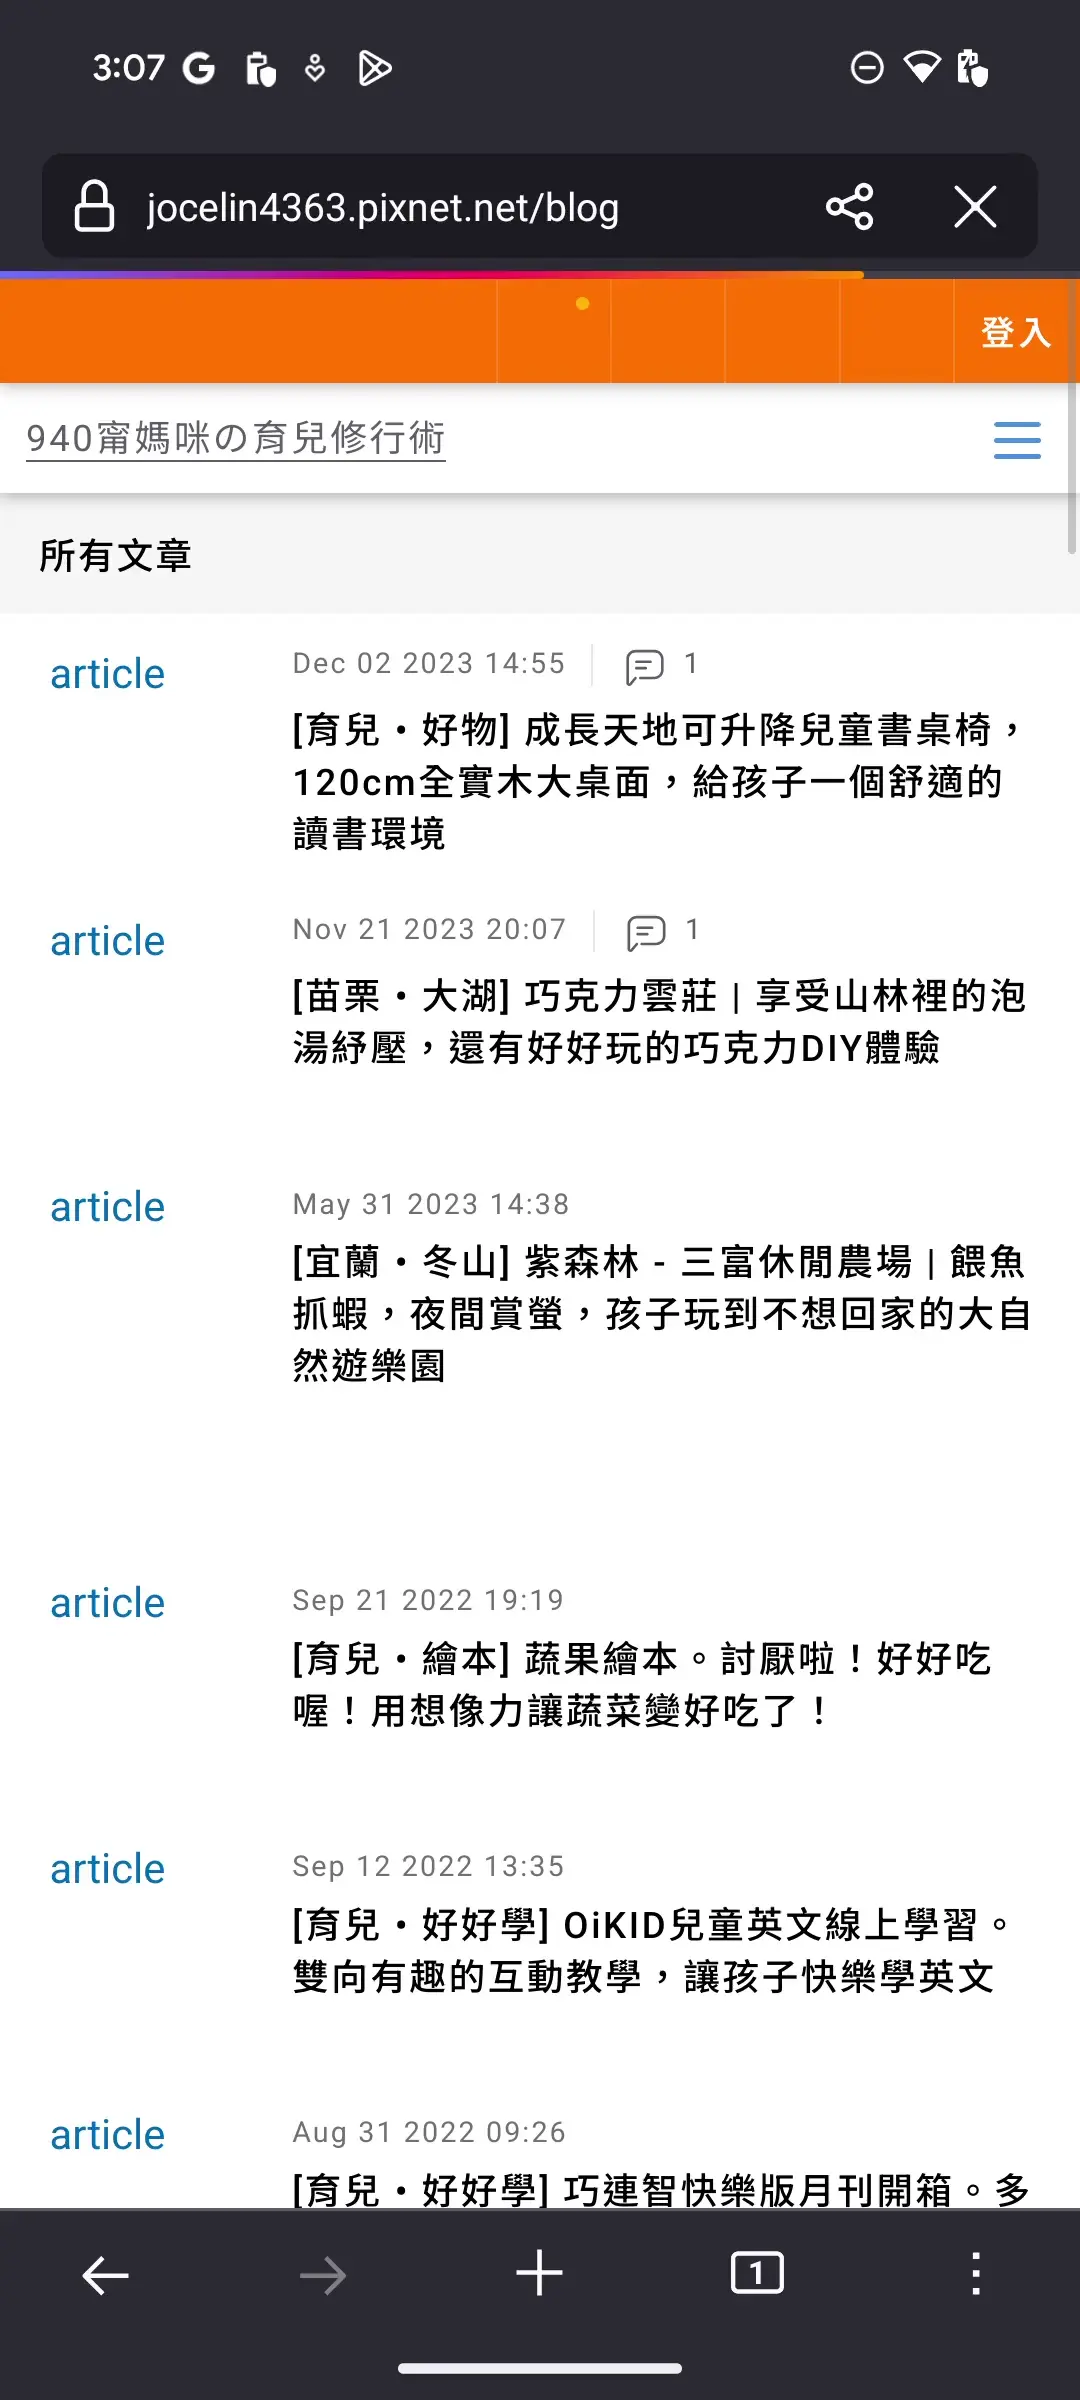 3:07
jocelin4363.pixnet.net/blog
登入
940甯媽咪の育兒修行術
所有文章
article
Dec 02 2023 14:55
1
[育兒·好物] 成長天地可升降兒童書桌椅，
120cm全實木大桌面，給孩子一個舒適的
讀書環境
article
Nov 21 2023 20:07
1
[苗栗·大湖] 巧克力雲莊 | 享受山林裡的泡
湯紓壓，還有好好玩的巧克力DIY體驗
article
May 31 2023 14:38
[宜蘭·冬山] 紫森林 - 三富休閒農場 | 餵魚
抓蝦，夜間賞螢，孩子玩到不想回家的大自
然遊樂園
article
Sep 21 2022 19:19
[育兒·繪本] 蔬果繪本。討厭啦！好好吃
喔！用想像力讓蔬菜變好吃了！
article
Sep 12 2022 13:35
[育兒·好好學] OiKID兒童英文線上學習。
雙向有趣的互動教學，讓孩子快樂學英文
article
Aug 31 2022 09:26
[育兒·好好學] 巧連智快樂版月刊開箱。多
1